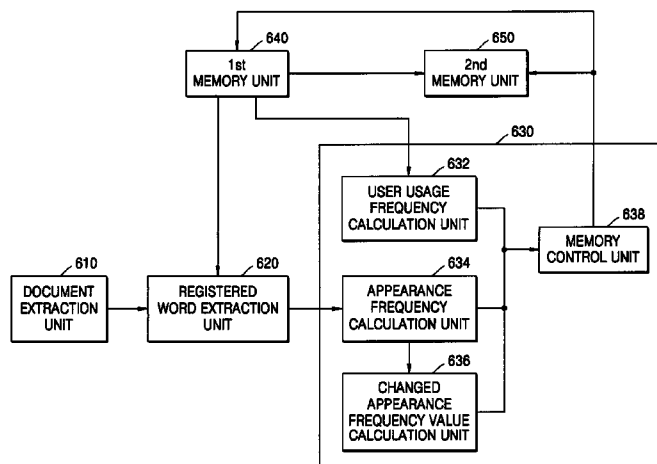 640
1st
MEMORY UNIT
650
2nd
MEMORY UNIT
630
632
USER USAGE
FREQUENCY
CALCULATION UNIT
638
MEMORY
CONTROL UNIT
610
DOCUMENT
EXTRACTION
UNIT
620
REGISTERED
WORD EXTRACTION
UNIT
634
APPEARANCE
FREQUENCY
CALCULATION UNIT
636
CHANGED
APPEARANCE
FREQUENCY VALUE
CALCULATION UNIT